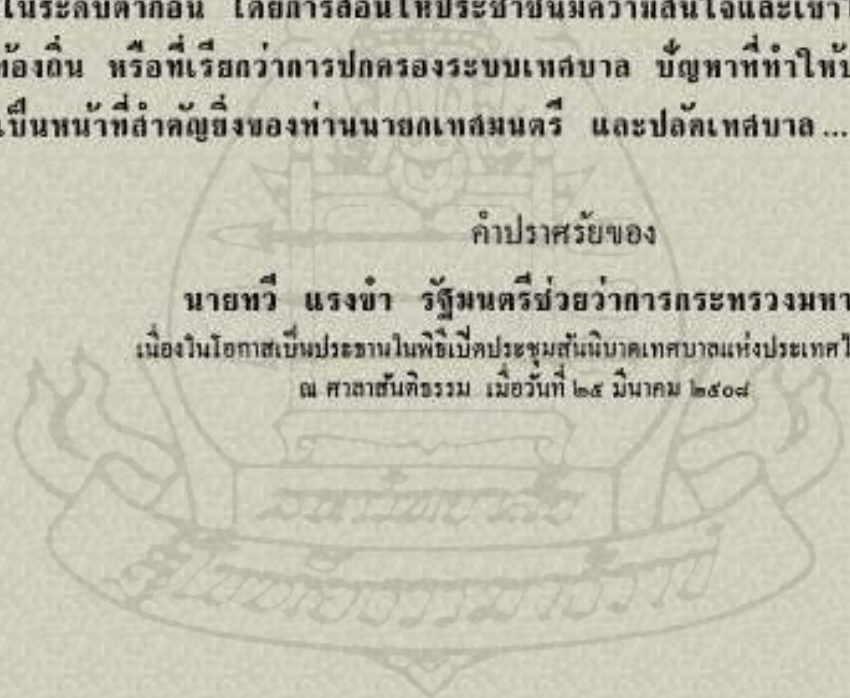 ในระดับต่ำก่อน โดยการสอนให้ประชาชนมีความสนใจและเข้าใ
ท้องถิ่น หรือที่เรียกว่าการปกครองระบบเทศบาล ปัญหาที่ทำให้ป
เป็นหน้าที่สำคัญยิ่งของท่านนายกเทศมนตรี และปลัดเทศบาล ...
คำปราศรัยของ
นายทวี แรงขำ รัฐมนตรีช่วยว่าการกระทรวงมหา
เนื่องในโอกาสเป็นประธานในพิธีเปิดประชุมสันนิบาตเทศบาลแห่งประเทศไ
ณ ศาลาสันติธรรม เมื่อวันที่ ๒๕ มีนาคม ๒๕๐๘